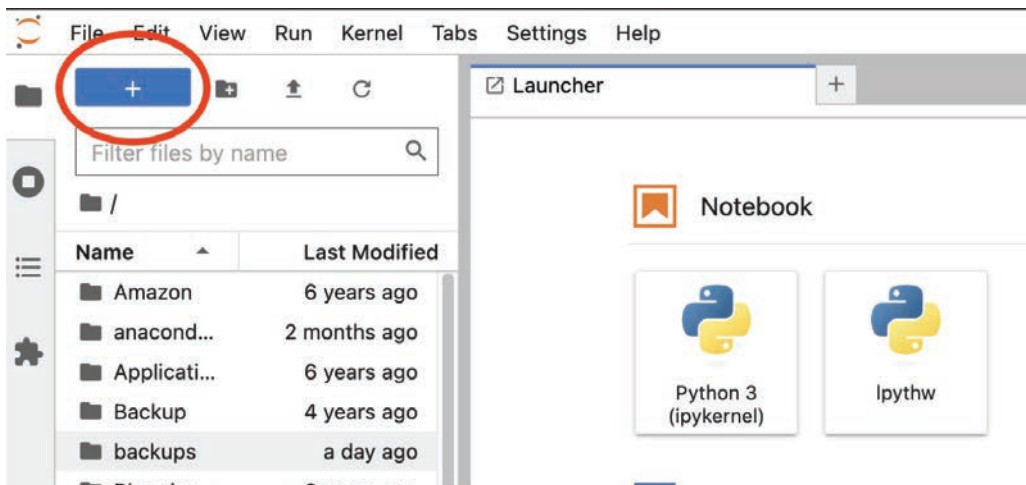 File Edit View Run Kernel Tabs Settings Help
+
Launcher
+
Filter files by name
/
Name Last Modified
Amazon 6 years ago
anacond... 2 months ago
Applicati... 6 years ago
Backup 4 years ago
backups a day ago
Notebook
Python 3
(ipykernel)
lpythw